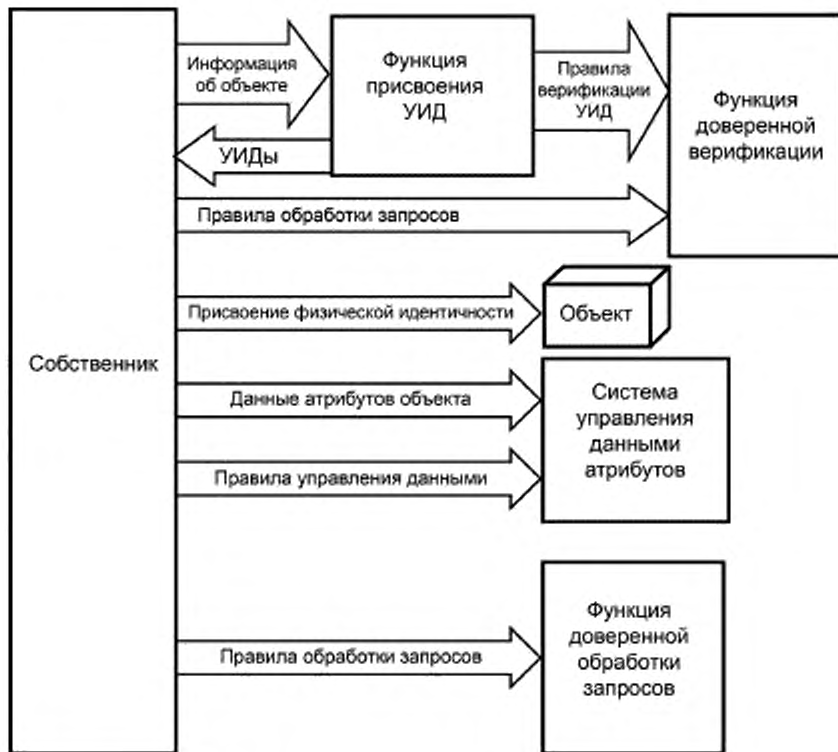 Собственник
Информация
об объекте
Функция
присвоения
УИД
Правила
верификации
УИД
Функция
доверенной
верификации
УИДы
Правила обработки запросов
Присвоение физической идентичности
Объект
Данные атрибутов объекта
Правила управления данными
Система
управления
данными
атрибутов
Правила обработки запросов
Функция
доверенной
обработки
запросов